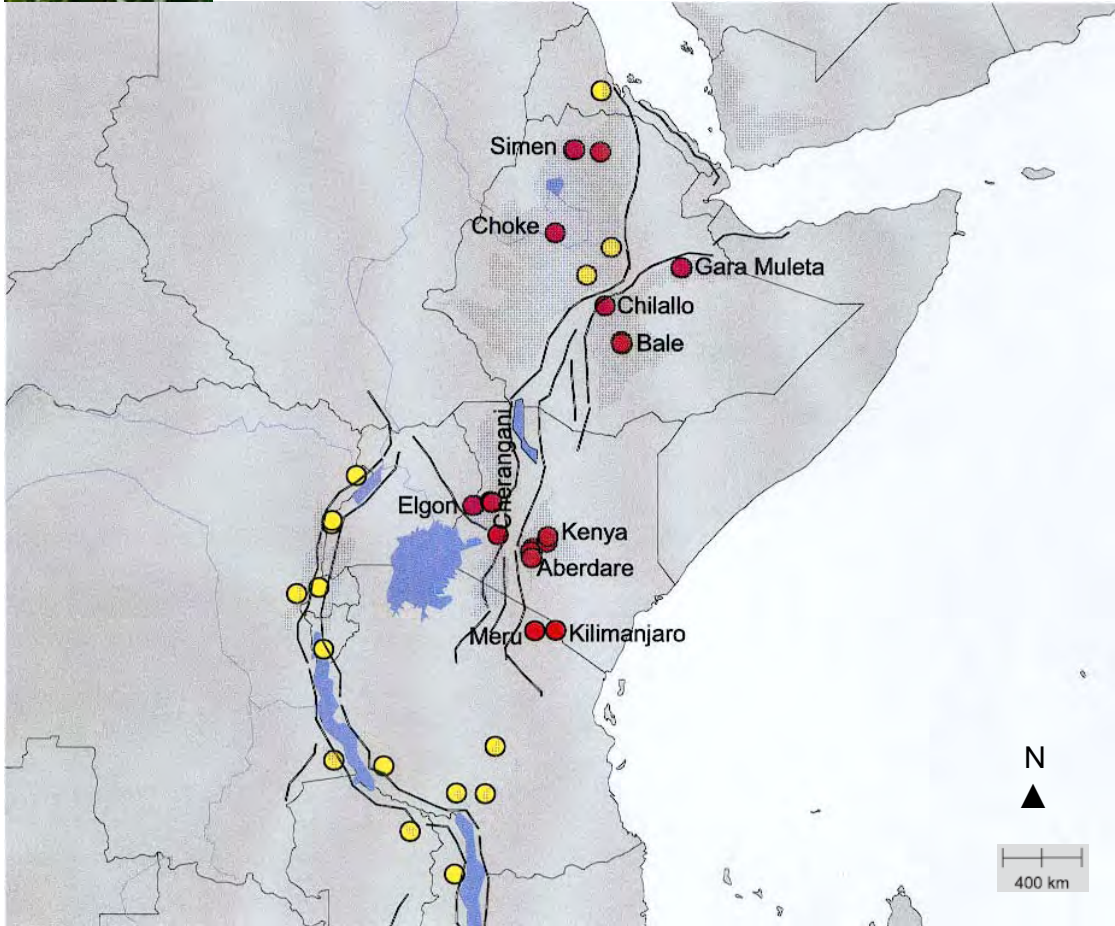 Simen
Choke
Gara Muleta
Chilallo
Bale
Cherangani
Elgon
Kenya
Aberdare
Meru
Kilimanjaro
N
400 km